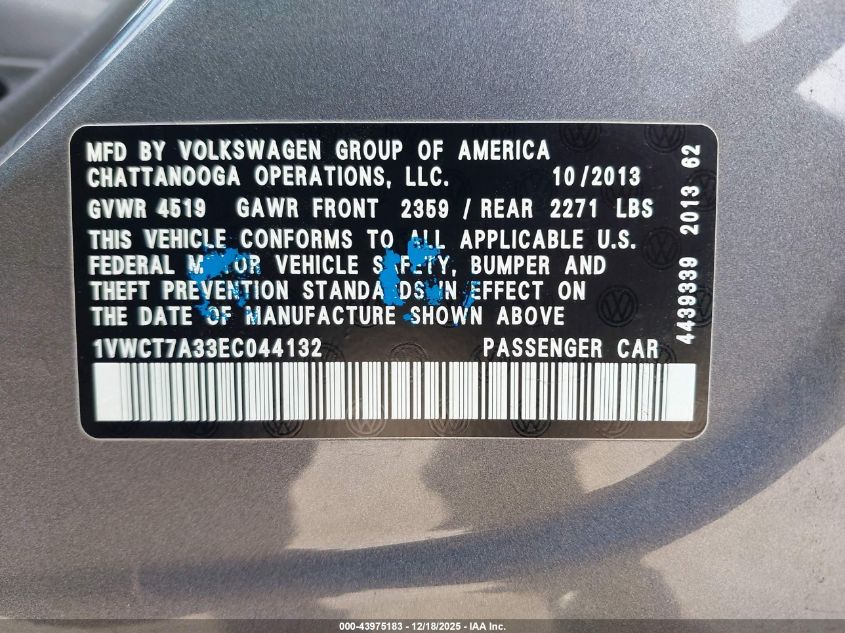 MFD BY VOLKSWAGEN GROUP OF AMERICA
CHATTANOOGA OPERATIONS, LLC. 10/2013
GVWR 4519 GAWR FRONT 2359 / REAR 2271 LBS
THIS VEHICLE CONFORMS TO ALL APPLICABLE U.S.
FEDERAL MOTOR VEHICLE SAFETY, BUMPER AND
THEFT PREVENTION STANDARDS IN EFFECT ON
THE DATE OF MANUFACTURE SHOWN ABOVE
1VWCT7A33EC044132 PASSENGER CAR
4439339 2013 62
000-43975183 - 12/18/2025 - IAA Inc.